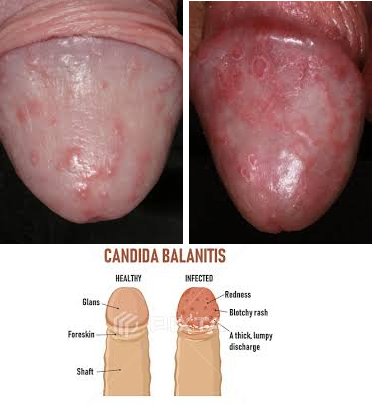 CANDIDA BALANITIS
HEALTHY
INFECTED
Glans
Foreskin
Shaft
Redness
Blotchy rash
A thick, lumpy
discharge